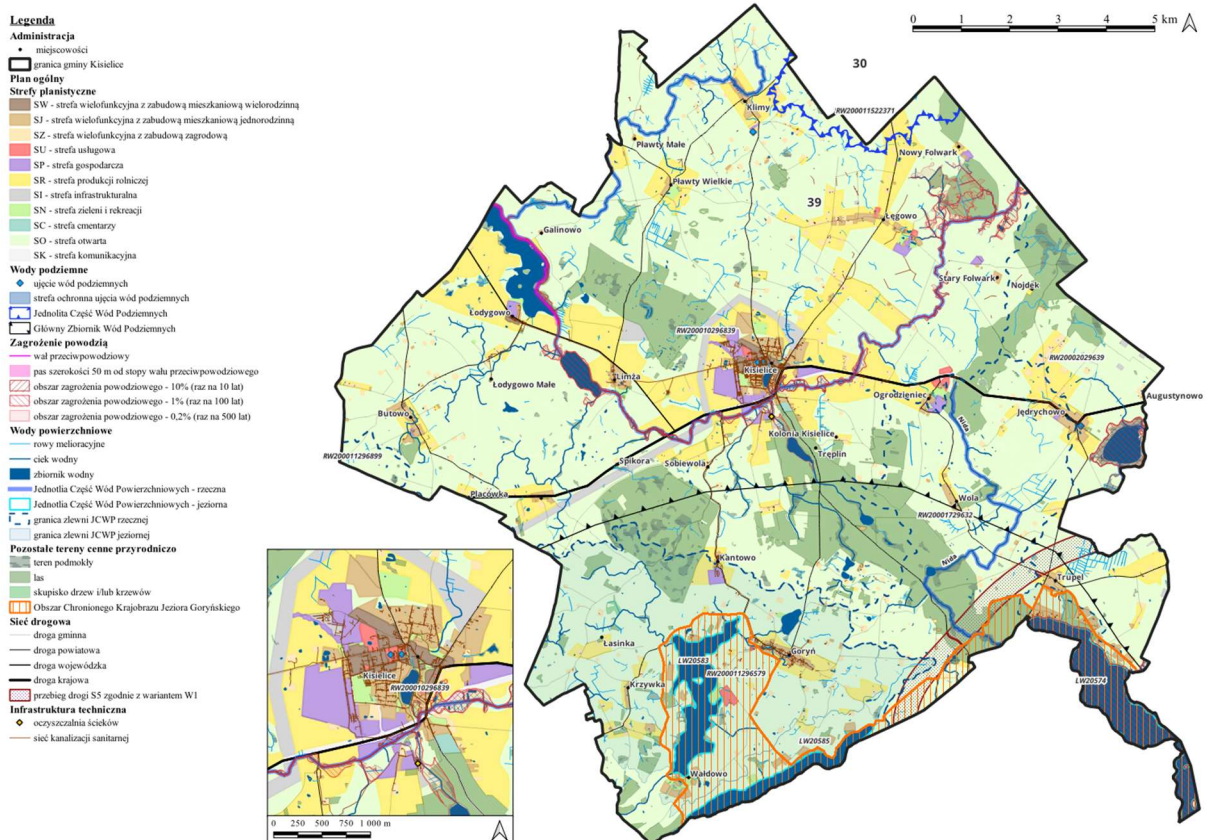 Legenda
Administracja
miejscowości
granica gminy Kisielice
Plan ogólny
Strefy planistyczne
SW - strefa wielofunkcyjna z zabudową mieszkaniową wielorodzinną
SJ - strefa wielofunkcyjna z zabudową mieszkaniową jednorodzinną
SZ - strefa wielofunkcyjna z zabudową zagrodową
SU - strefa usługowa
SP - strefa gospodarcza
SR - strefa produkcji rolniczej
SI - strefa infrastrukturalna
SN - strefa zieleni i rekreacji
SC - strefa cmentarzy
SO - strefa otwarta
SK - strefa komunikacyjna
Wody podziemne
ujęcie wód podziemnych
strefa ochronna ujęcia wód podziemnych
Jednolita Część Wód Podziemnych
Główny Zbiornik Wód Podziemnych
Zagrożenie powodzią
wał przeciwpowodziowy
pas szerokości 50 m od stopy wału przeciwpowodziowego
obszar zagrożenia powodziowego - 10% (raz na 10 lat)
obszar zagrożenia powodziowego - 1% (raz na 100 lat)
obszar zagrożenia powodziowego - 0,2% (raz na 500 lat)
Wody powierzchniowe
rowy melioracyjne
ciek wodny
zbiornik wodny
Jednotlia Część Wód Powierzchniowych - rzeczna
Jednotlia Część Wód Powierzchniowych - jeziorna
granica zlewni JCWP rzecznej
granica zlewni JCWP jeziornej
Pozostałe tereny cenne przyrodniczo
teren podmokły
las
skupisko drzew i/lub krzewów
Obszar Chronionego Krajobrazu Jeziora Goryńskiego
Sieć drogowa
droga gminna
droga powiatowa
droga wojewódzka
droga krajowa
przebieg drogi S5 zgodnie z wariantem W1
Infrastruktura techniczna
oczyszczalnia ścieków
sieć kanalizacji sanitarnej
0 1 2 3 4 5 km
30
RW200011522371
Klimy
Pławty Małe
Nowy Folwark
Pławty Wielkie
39
Łęgowo
Galinowo
Stary Folwark
Nojdek
Łodygowo
RW200010296839
RW20002029639
Kisielice
Limża
Łodygowo Małe
Ogrodzieniec
Augustynowo
Butowo
Jędrychowo
Nida
Kolonia Kisielice
Tręplin
RW200011296899
Spikora
Sobiewola
Placówka
Wola
RW20001729632
Kantowo
Nida
Trupel
Łasinka
Goryń
LW20583
RW200011296579
LW20574
Krzywka
LW20585
Wałdowo
Kisielice
RW200010296839
0 250 500 750 1 000 m